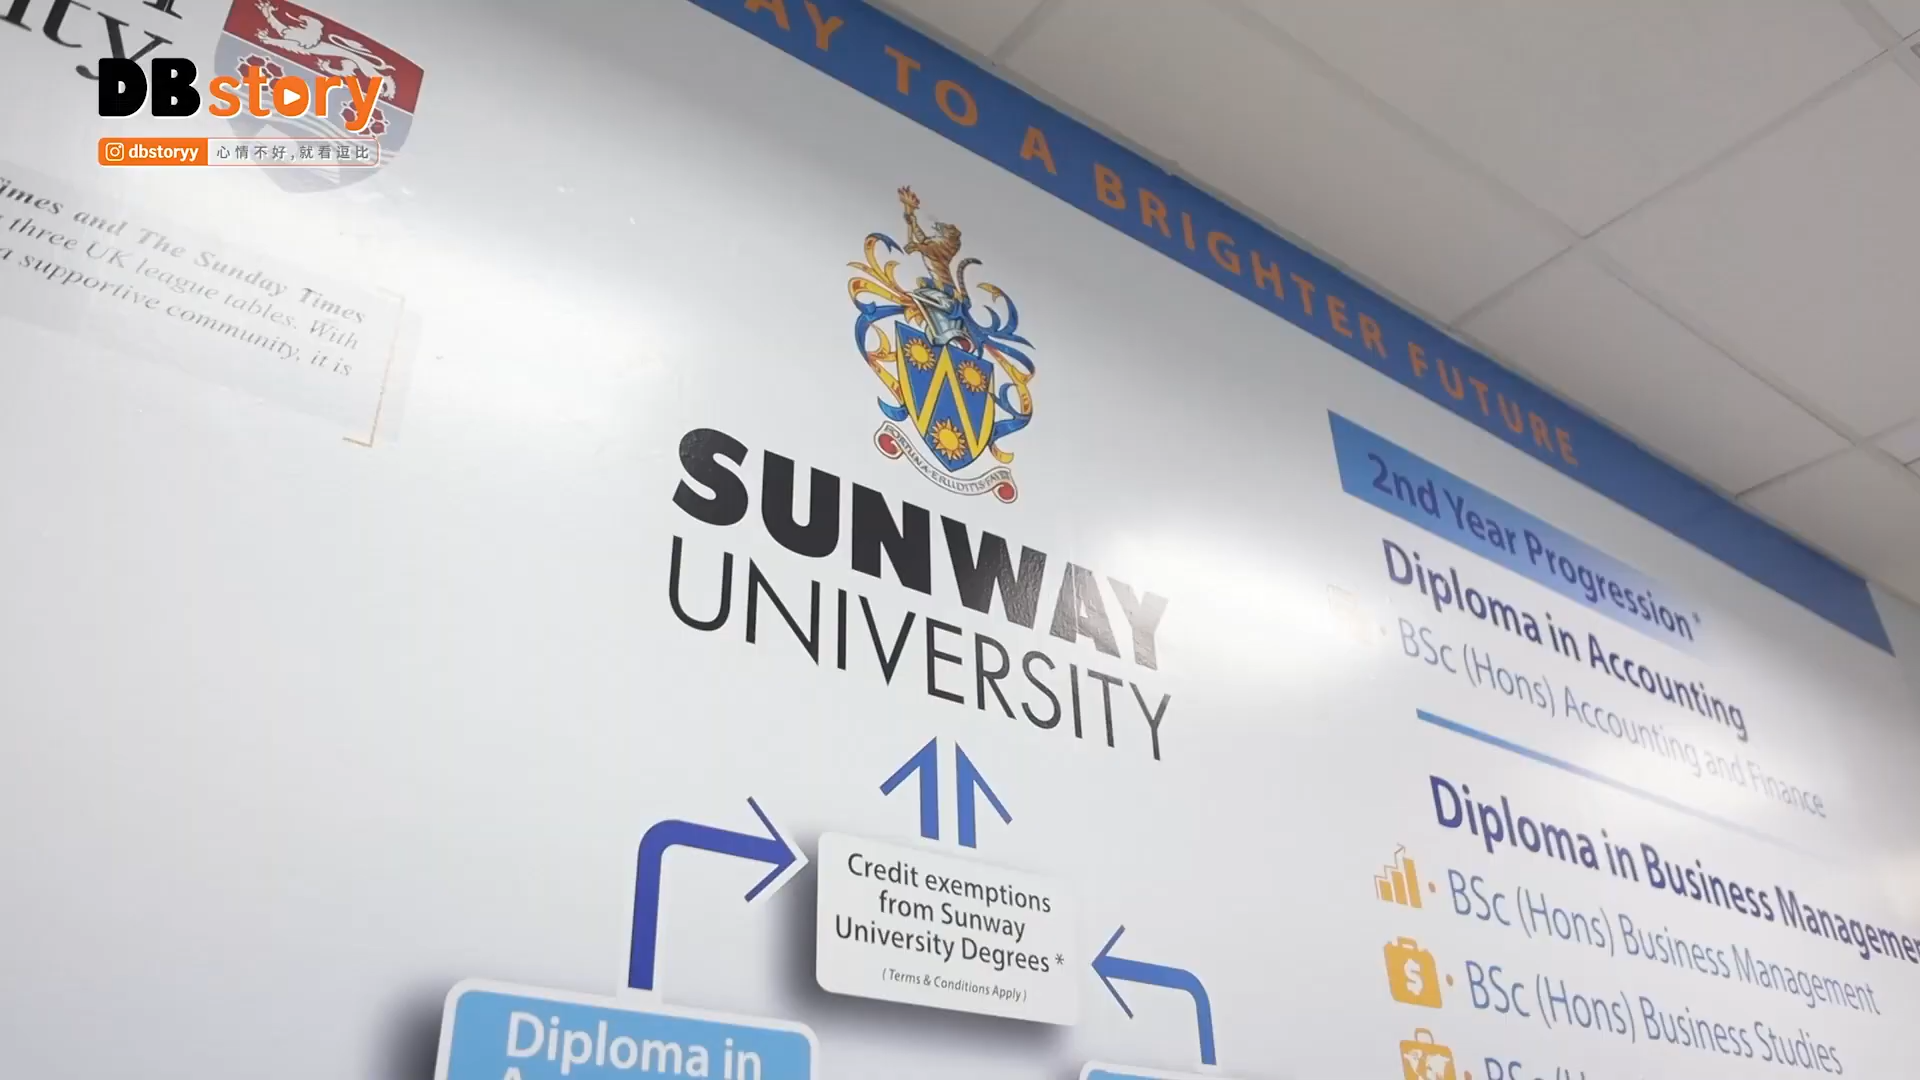 ity
DBstory
dbstoryy 心情不好,就看逗比
Times and The Sunday Times
three UK league tables. With
a supportive community, it is
AY TO A BRIGHTER FUTURE
SUNWAY
UNIVERSITY
Credit exemptions
from Sunway
University Degrees *
( Terms & Conditions Apply )
Diploma in
2nd Year Progression*
Diploma in Accounting
• BSc (Hons) Accounting and Finance
Diploma in Business Managemen
• BSc (Hons) Business Management
• BSc (Hons) Business Studies